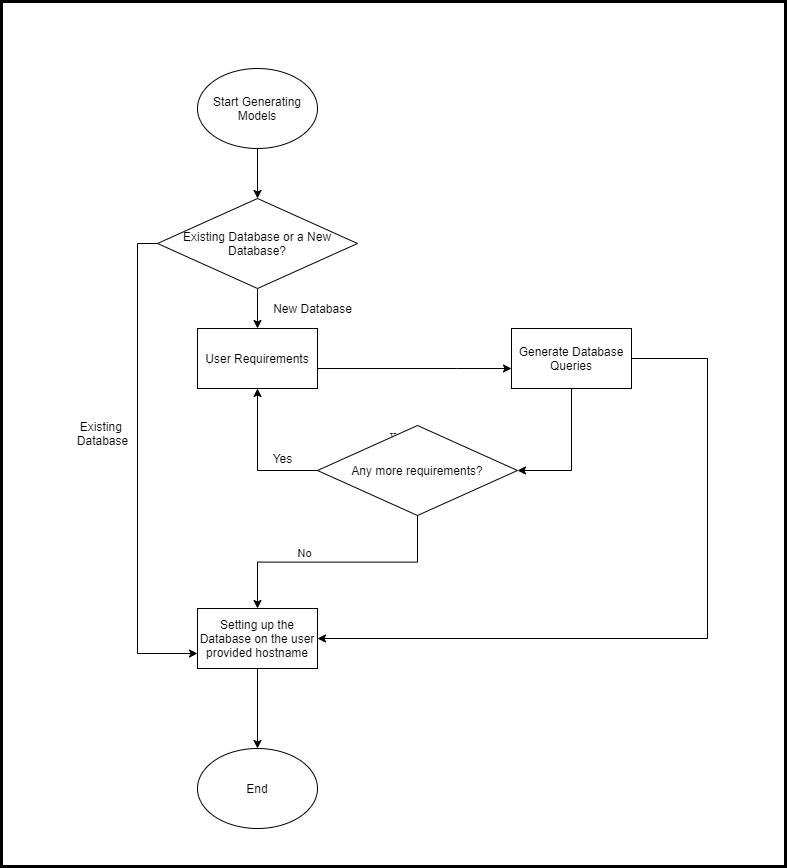 Start Generating
Models
Existing Database or a New
Database?
New Database
User Requirements
Generate Database
Queries
Existing
Database
Yes
Any more requirements?
No
Setting up the
Database on the user
provided hostname
End